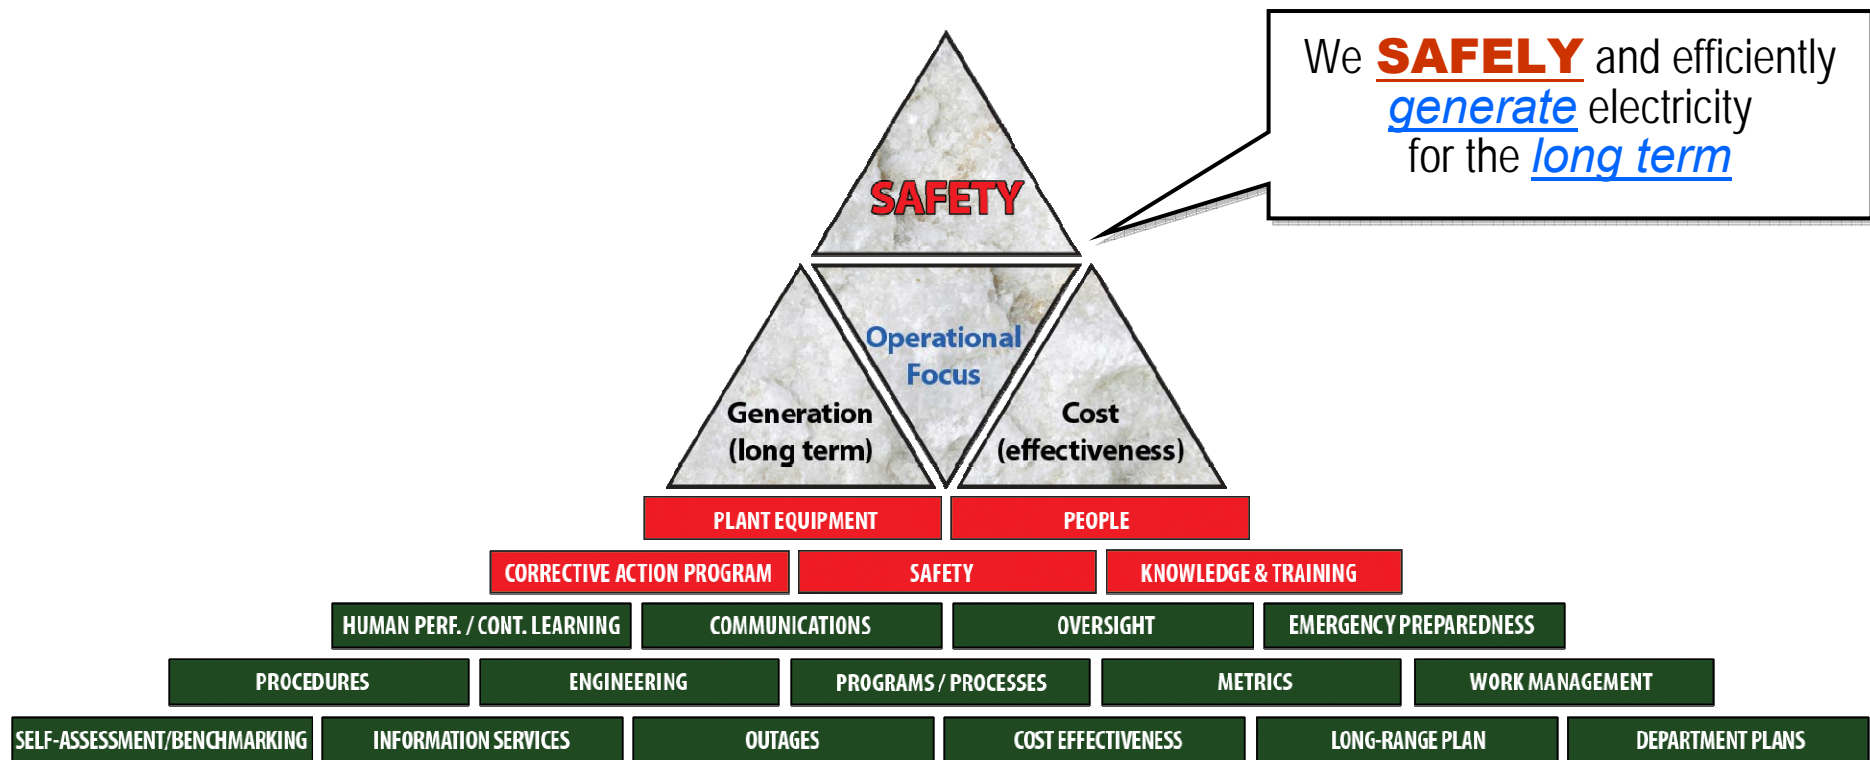 We SAFELY and efficiently
generate electricity
for the long term
SAFETY
Operational
Focus
Generation
(long term)
Cost
(effectiveness)
PLANT EQUIPMENT
PEOPLE
CORRECTIVE ACTION PROGRAM
SAFETY
KNOWLEDGE & TRAINING
HUMAN PERF. / CONT. LEARNING
COMMUNICATIONS
OVERSIGHT
EMERGENCY PREPAREDNESS
PROCEDURES
ENGINEERING
PROGRAMS / PROCESSES
METRICS
WORK MANAGEMENT
SELF-ASSESSMENT/BENCHMARKING
INFORMATION SERVICES
OUTAGES
COST EFFECTIVENESS
LONG-RANGE PLAN
DEPARTMENT PLANS